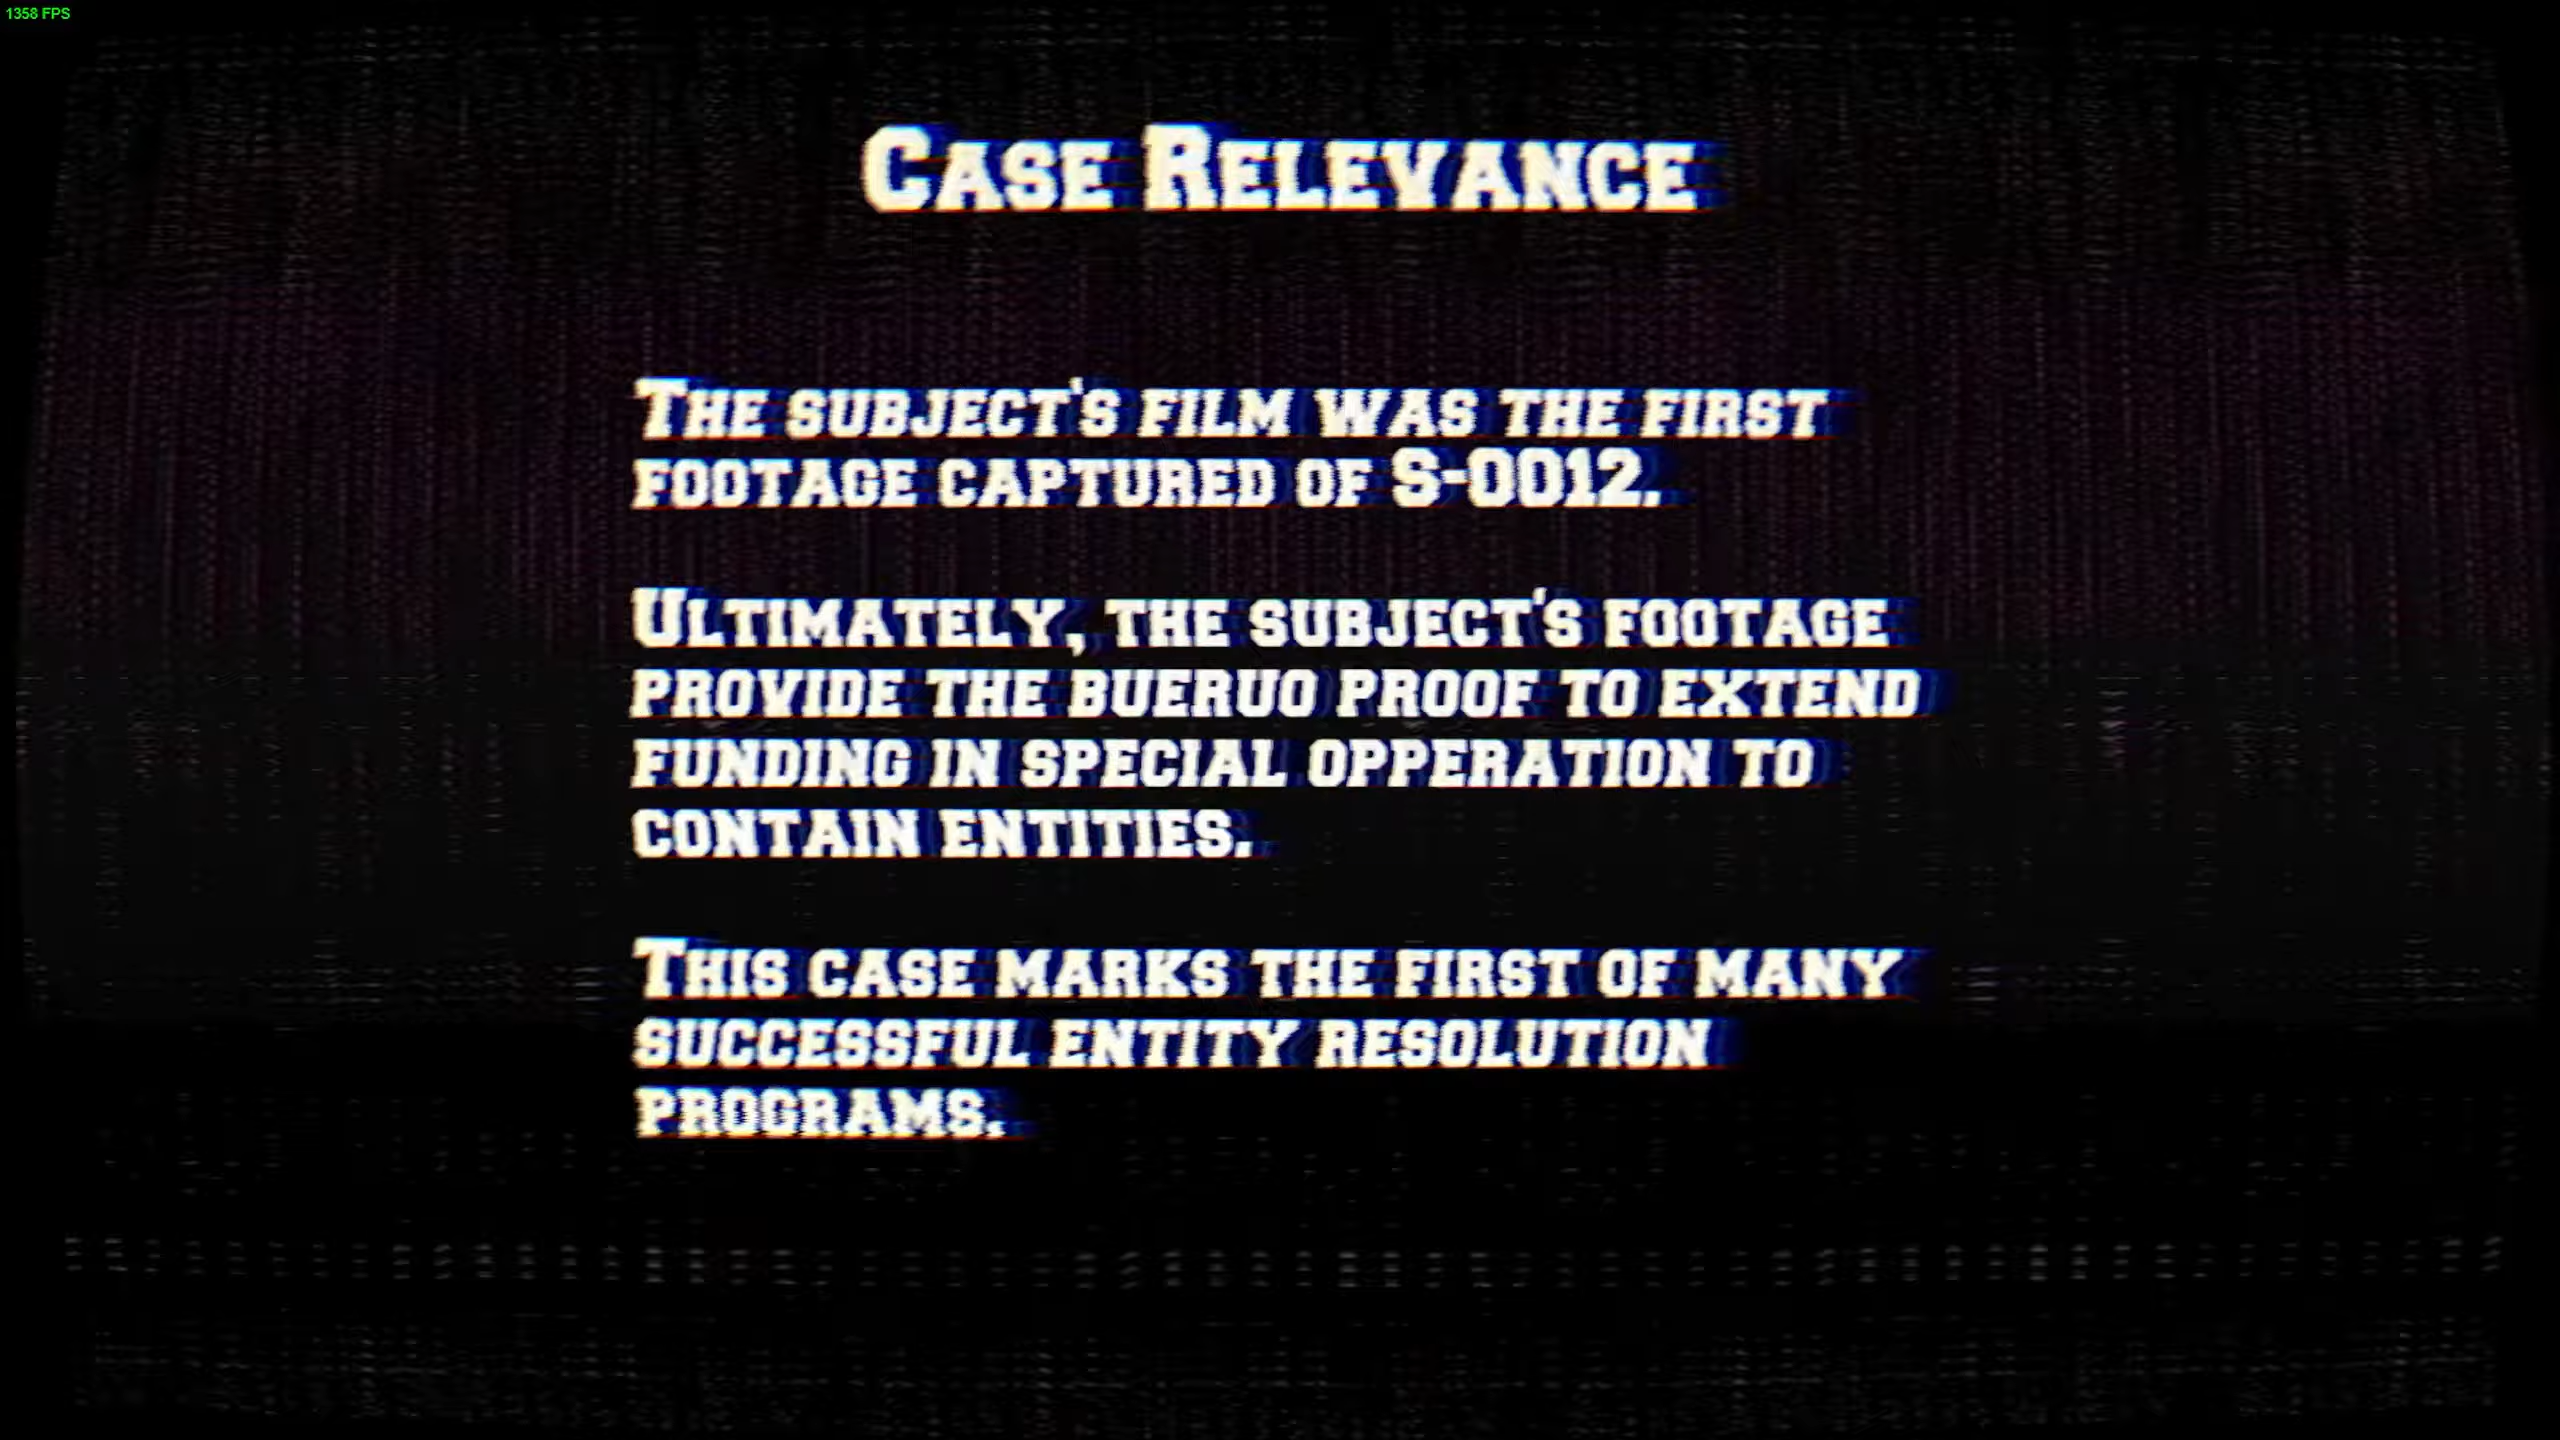 1358 FPS
Case Relevance
The subject's film was the first
footage captured of S-0012.
Ultimately, the subject's footage
provide the bueruo proof to extend
funding in special opperation to
contain entities.
This case marks the first of many
successful entity resolution
programs.